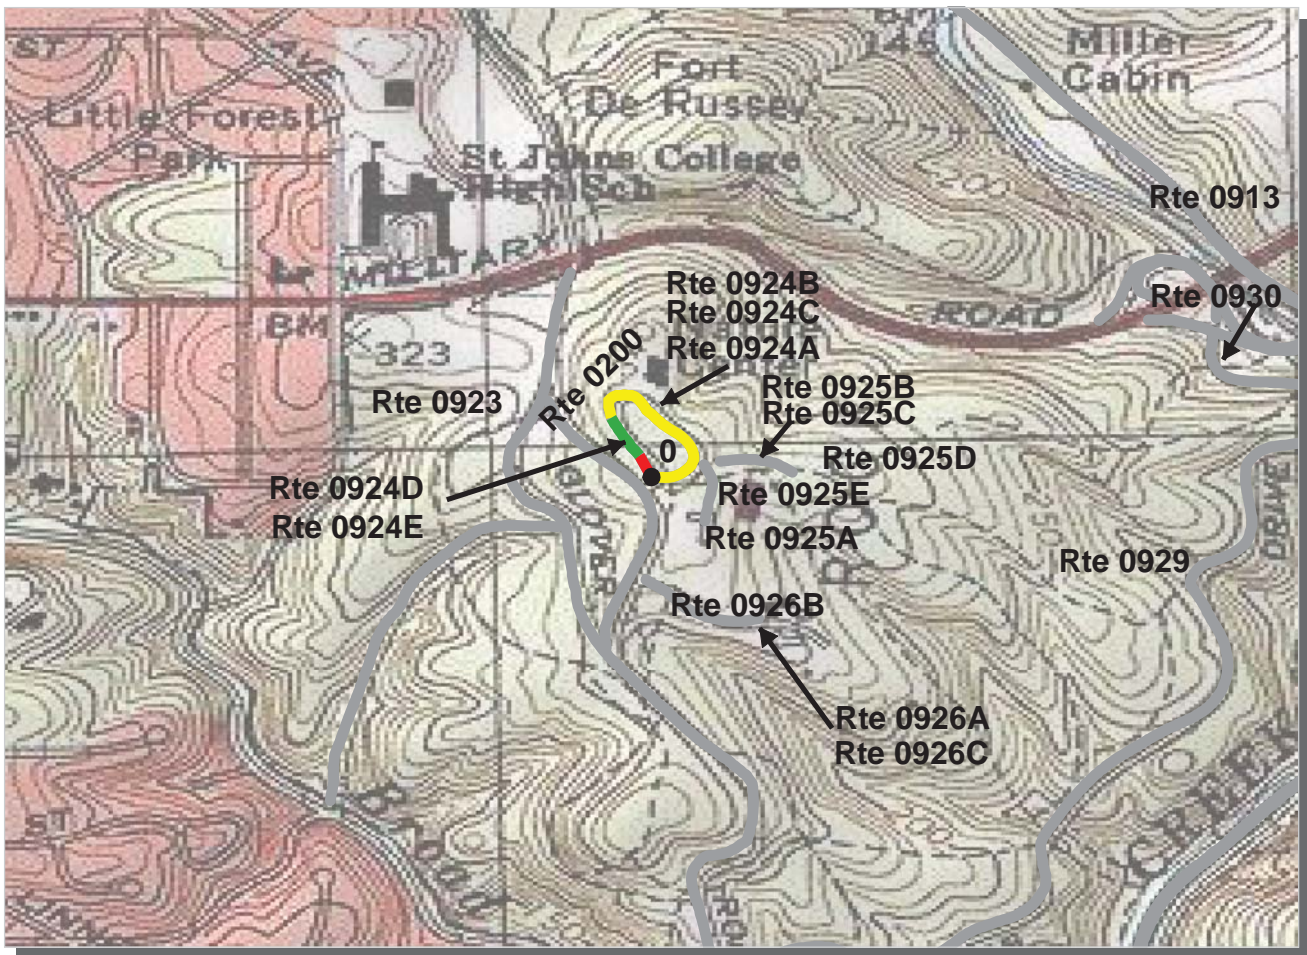 ST
Miller
Cabin
Fort
De Russey
Little Forest
Park
St Johns College
High Sch
Rte 0913
MILITARY
Rte 0924B
Rte 0924C
Rte 0924A
Rte 0930
ROAD
BM
323
Rte 0200
Rte 0925B
Rte 0925C
Rte 0923
0
Rte 0925D
Rte 0924D
Rte 0924E
Rte 0925E
Rte 0925A
GLOVER
Rte 0929
Rte 0926B
Rte 0926A
Rte 0926C
200
Broad
CREEK
ST